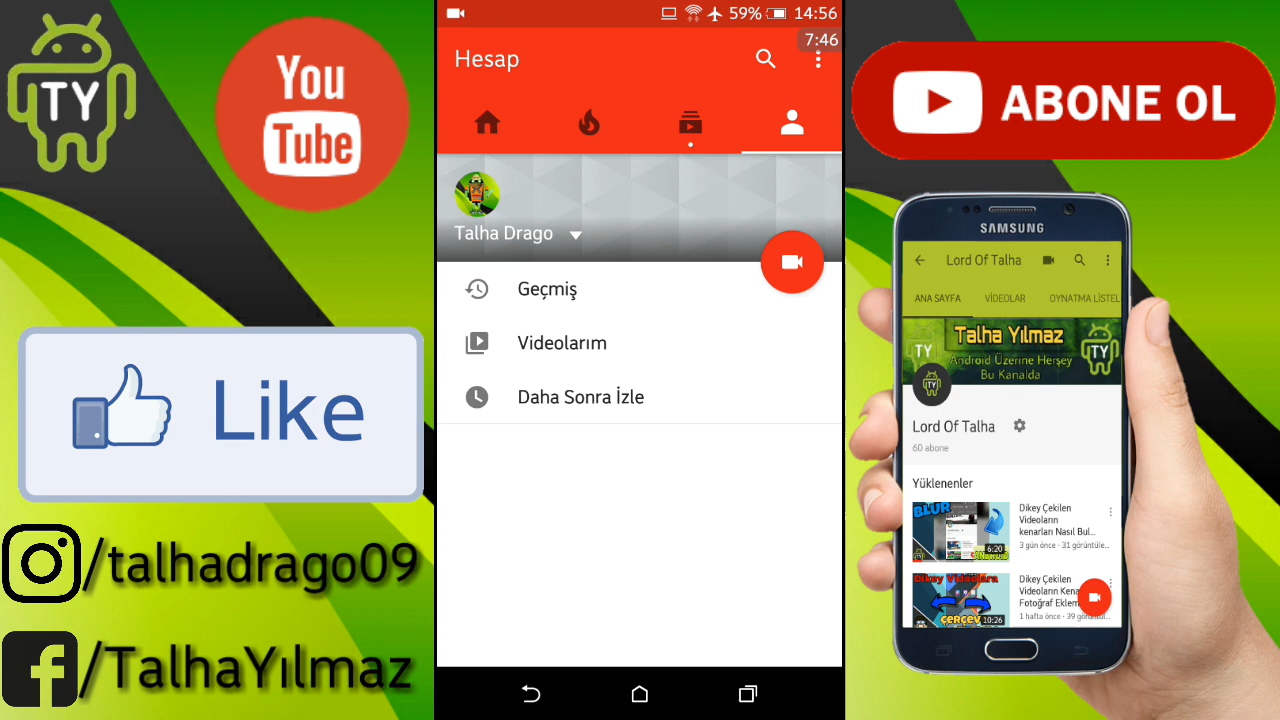 TY
You
Tube
Like
/talhadrago09
/TalhaYılmaz
59% 14:56
7:46
Hesap
Talha Drago
Geçmiş
Videolarım
Daha Sonra İzle
ABONE OL
SAMSUNG
Lord Of Talha
ANA SAYFA VİDEOLAR OYNATMA LİSTEL
Talha Yılmaz
TY Android Üzerine Herşey TY
Bu Kanalda
TY
Lord Of Talha
60 abone
Yüklenenler
BLUR
Dikey Çekilen
Videoların
kenarları Nasıl Bul...
6:20
ANDROID
3 gün önce · 31 görüntüle...
Dikey Videolara
Dikey Çekilen
Videoların Kena
Fotoğraf Eklem
ÇERÇEV 10:26
1 hafta önce · 39